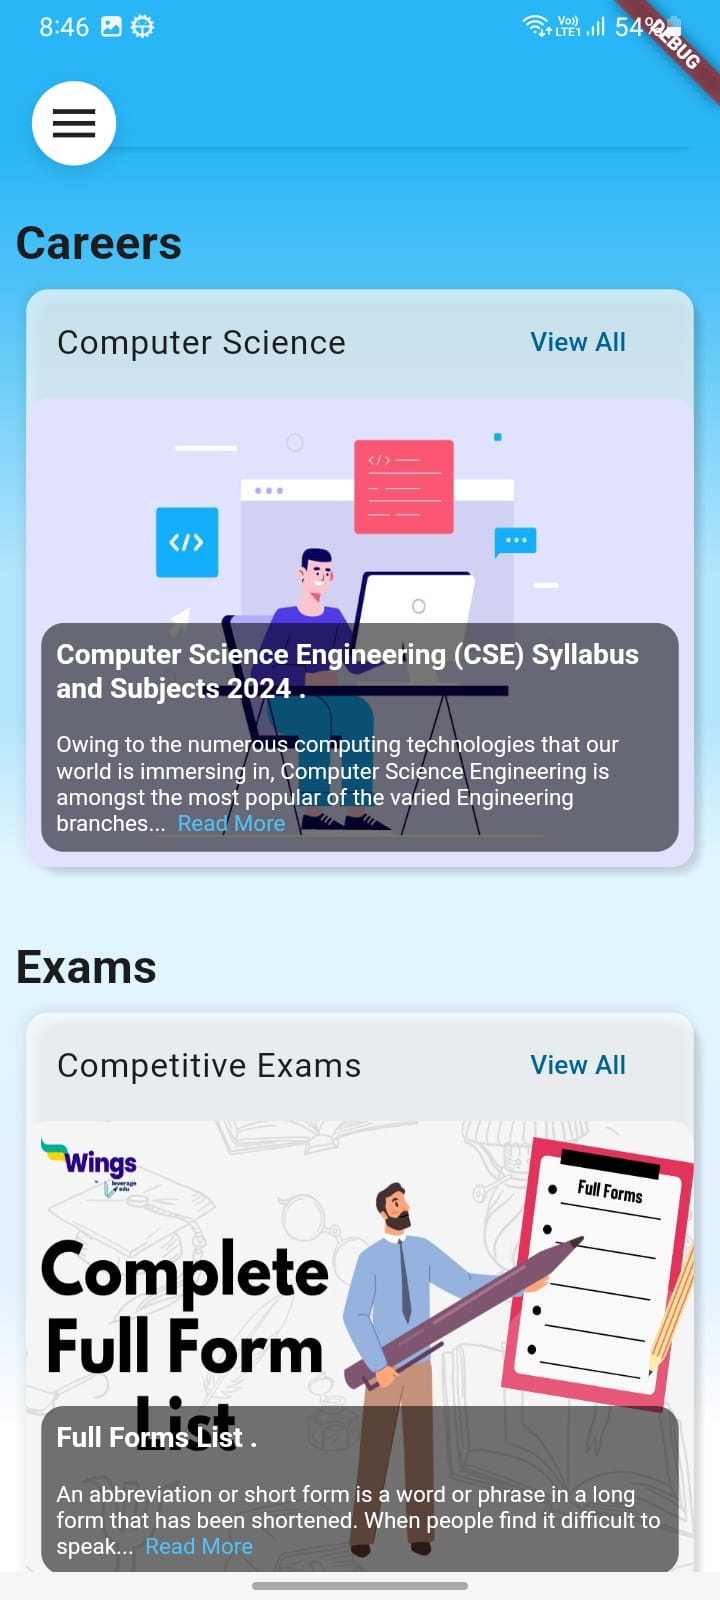 8:46 Vo)) LTE1 54%
DEBUG
Careers
Computer Science View All
</>
</>
Computer Science Engineering (CSE) Syllabus
and Subjects 2024 .
Owing to the numerous computing technologies that our
world is immersing in, Computer Science Engineering is
amongst the most popular of the varied Engineering
branches... Read More
Exams
Competitive Exams View All
Wings
leverage
edu
Full Forms
Complete
Full Form
List
Full Forms List .
An abbreviation or short form is a word or phrase in a long
form that has been shortened. When people find it difficult to
speak... Read More